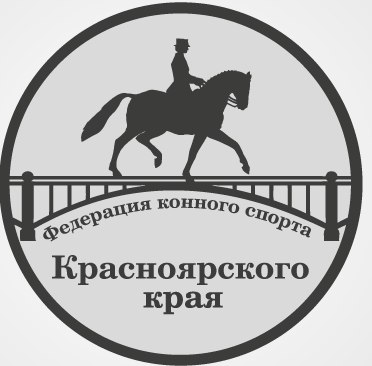 Федерация конного спорта
Красноярского
края